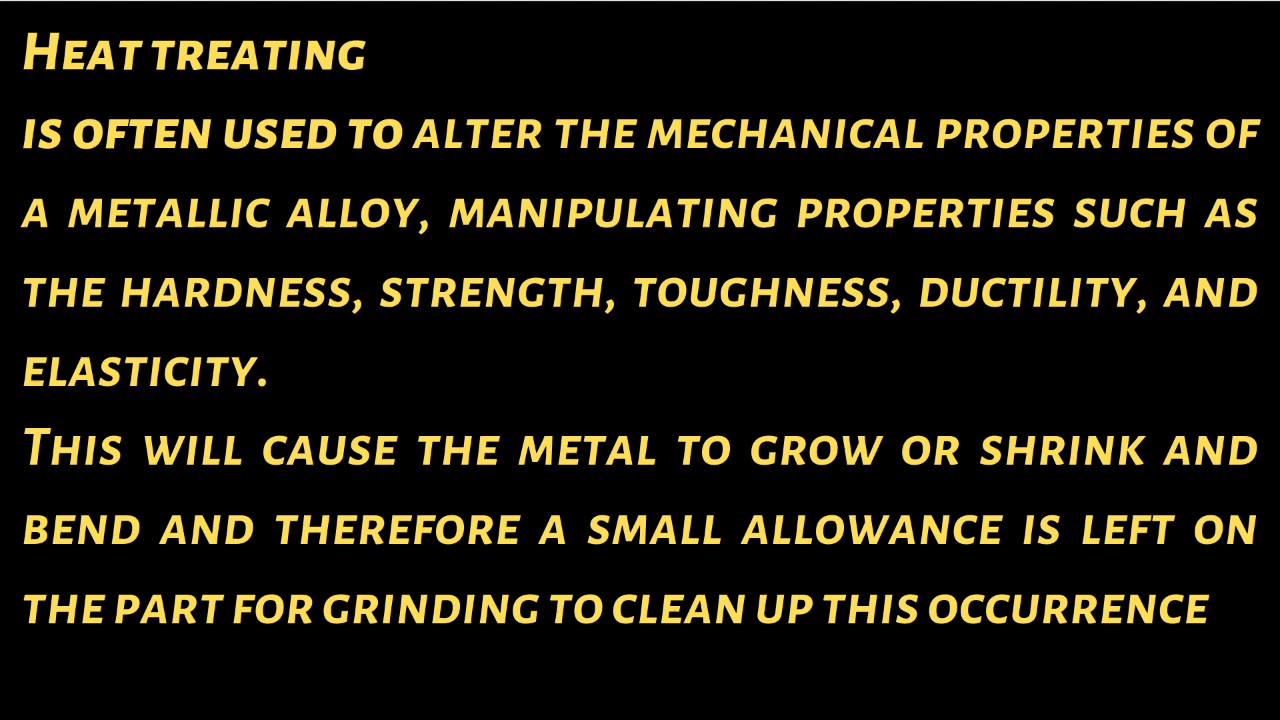 Heat treating
is often used to alter the mechanical properties of
a metallic alloy, manipulating properties such as
the hardness, strength, toughness, ductility, and
elasticity.
This will cause the metal to grow or shrink and
bend and therefore a small allowance is left on
the part for grinding to clean up this occurrence